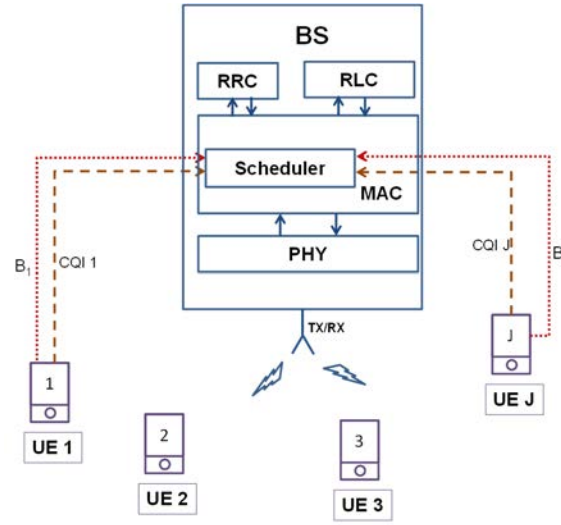 BS
RRC
RLC
Scheduler
MAC
PHY
B1
CQI 1
CQI J
B
TX/RX
1
UE 1
2
UE 2
3
UE 3
J
UE J